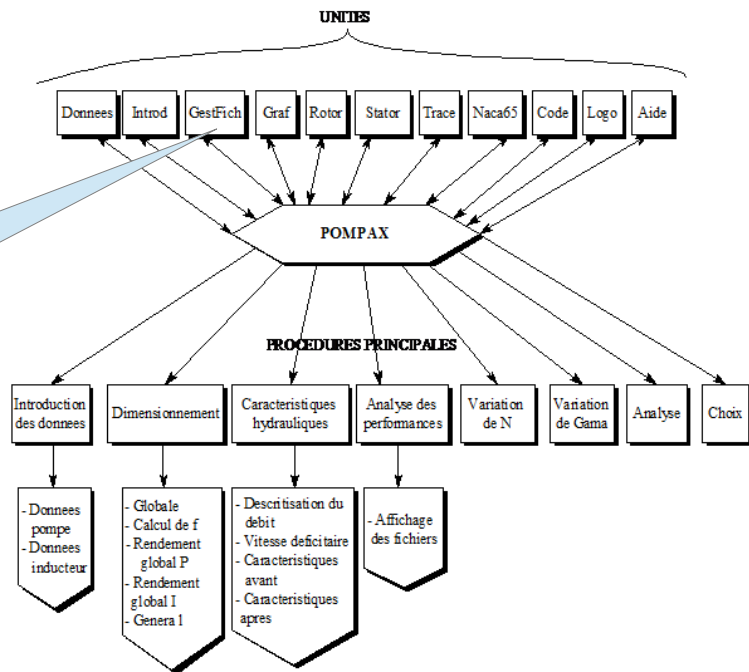 UNITES
Donnees
Introd
GestFich
Graf
Rotor
Stator
Trace
Naca65
Code
Logo
Aide
POMPAX
PROCEDURES PRINCIPALES
Introduction
des donnees
Dimensionnement
Caracteristiques
hydrauliques
Analyse des
performances
Variation
de N
Variation
de Gama
Analyse
Choix
- Donnees
pompe
- Donnees
inducteur
- Globale
- Calcul de f
- Rendement
global P
- Rendement
global I
- Genera l
- Descritisation du
debit
- Vitesse deficitaire
- Caracteristiques
avant
- Caracteristiques
apres
- Affichage
des fichiers